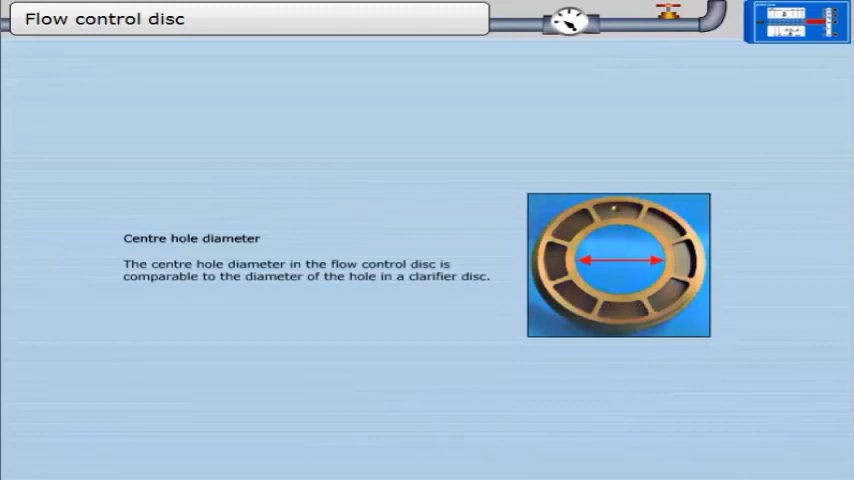 Flow control disc
Centre hole diameter
The centre hole diameter in the flow control disc is
comparable to the diameter of the hole in a clarifier disc.